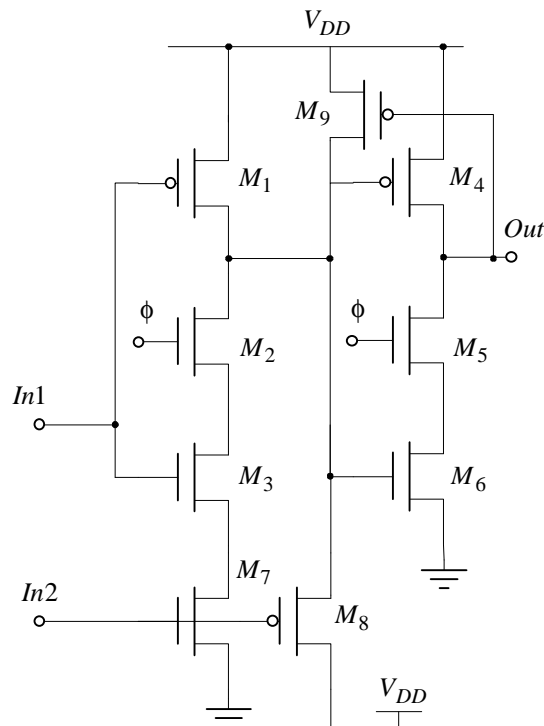 V_DD
M_9
M_1
M_4
Out
ϕ
ϕ
M_2
M_5
In1
M_3
M_6
M_7
In2
M_8
V_DD